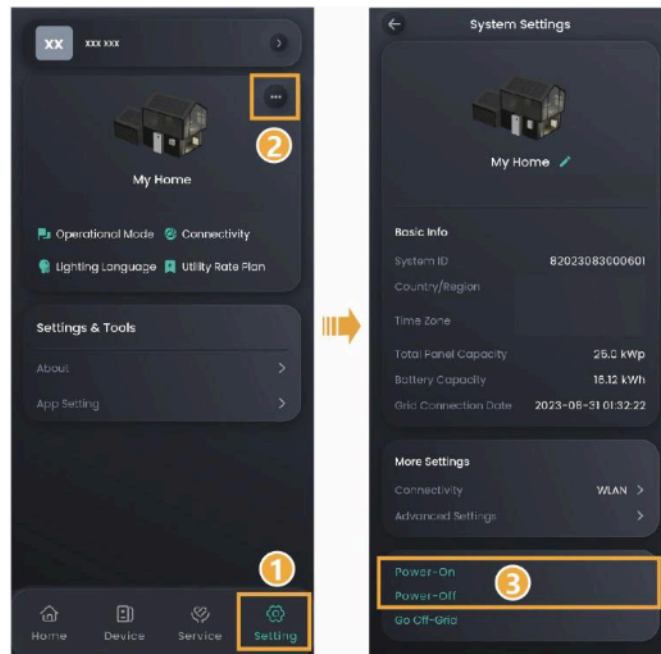 XX
XXX XXX
...
2
My Home
Operational Mode
Connectivity
Lighting Language
Utility Rate Plan
Settings & Tools
About
App Setting
1
Home
Device
Service
Setting
System Settings
My Home
Basic Info
System ID 82023083000601
Country/Region
Time Zone
Total Panel Capacity 25.0 kWp
Battery Capacity 16.12 kWh
Grid Connection Date 2023-08-31 01:32:22
More Settings
Connectivity WLAN
Advanced Settings
Power-On
Power-Off
3
Go Off-Grid